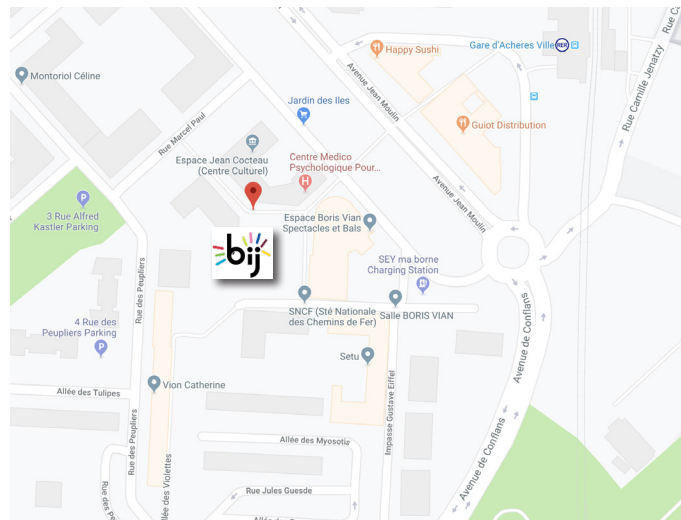 Happy Sushi
Gare d'Acheres Ville
RER
Rue C
Montoriol Céline
Avenue Jean Moulin
Rue Camille Jenatzy
Jardin des Iles
Guiot Distribution
Rue Marcel Paul
Espace Jean Cocteau
(Centre Culturel)
Centre Medico
Psychologique Pour...
H
Avenue Jean Moulin
P
3 Rue Alfred
Kastler Parking
Espace Boris Vian
Spectacles et Bals
bij
SEY ma borne
Charging Station
Rue des Peupliers
SNCF (Sté Nationale
des Chemins de Fer)
Salle BORIS VIAN
4 Rue des
Peupliers Parking
P
Avenue de Conflans
Setu
Vion Catherine
Allée des Tulipes
Impasse Gustave Eiffel
Rue des Peupliers
Allée des Myosotis
Avenue de Conflans
Allée des Violettes
Rue Jules Guesde
Rue des P